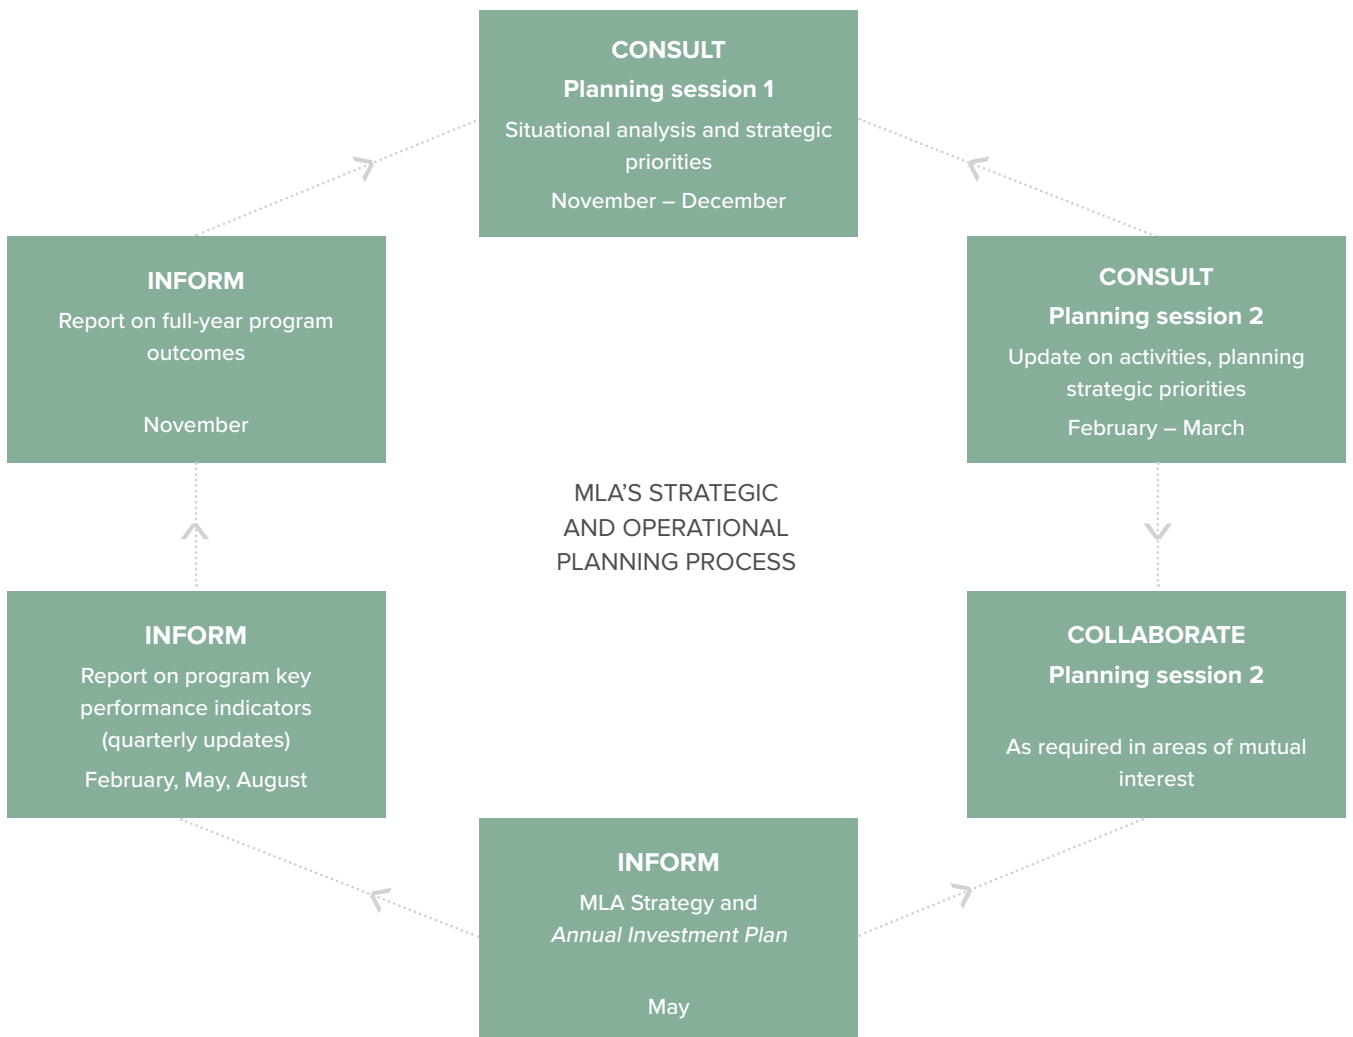 CONSULT
Planning session 1
Situational analysis and strategic
priorities
November – December
CONSULT
Planning session 2
Update on activities, planning
strategic priorities
February – March
COLLABORATE
Planning session 2
As required in areas of mutual
interest
INFORM
MLA Strategy and
Annual Investment Plan
May
INFORM
Report on program key
performance indicators
(quarterly updates)
February, May, August
INFORM
Report on full-year program
outcomes
November
MLA’S STRATEGIC
AND OPERATIONAL
PLANNING PROCESS